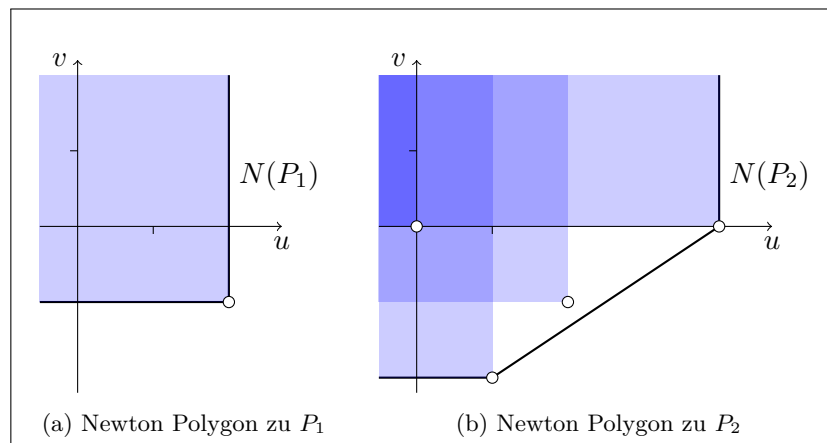 v
N(P₁)
u
(a) Newton Polygon zu P₁
v
N(P₂)
u
(b) Newton Polygon zu P₂